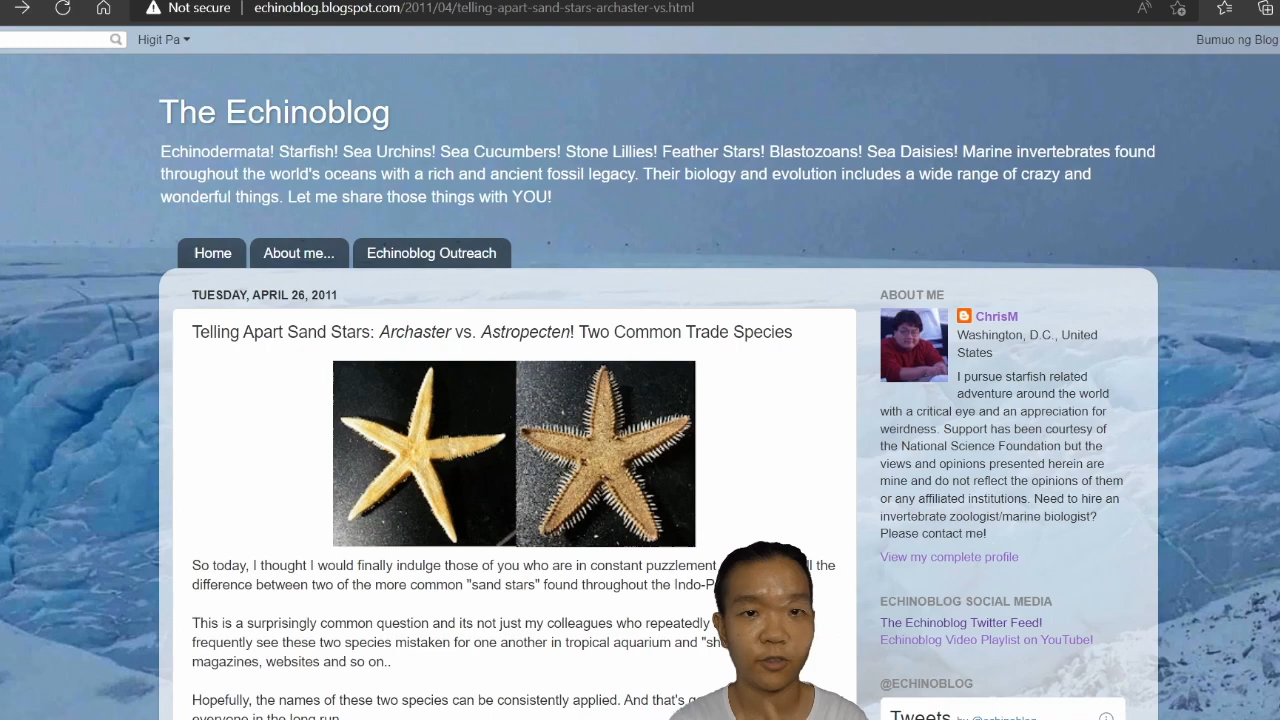 Not secure | echinoblog.blogspot.com/2011/04/telling-apart-sand-stars-archaster-vs.html
Higit Pa
Bumuo ng Blog
The Echinoblog
Echinodermata! Starfish! Sea Urchins! Sea Cucumbers! Stone Lillies! Feather Stars! Blastozoans! Sea Daisies! Marine invertebrates found
throughout the world's oceans with a rich and ancient fossil legacy. Their biology and evolution includes a wide range of crazy and
wonderful things. Let me share those things with YOU!
Home
About me...
Echinoblog Outreach
TUESDAY, APRIL 26, 2011
Telling Apart Sand Stars: Archaster vs. Astropecten! Two Common Trade Species
So today, I thought I would finally indulge those of you who are in constant puzzlement the
difference between two of the more common "sand stars" found throughout the
This is a surprisingly common question and its not just my colleagues who repeatedly
frequently see these two species mistaken for one another in tropical aquarium and
magazines, websites and so on..
Hopefully, the names of these two species can be consistently applied. And that's
everyone in the long run.
ABOUT ME
ChrisM
Washington, D.C., United
States
I pursue starfish related
adventure around the world
with a critical eye and an appreciation for
weirdness. Support has been courtesy of
the National Science Foundation but the
views and opinions presented herein are
mine and do not reflect the opinions of them
or any affiliated institutions. Need to hire an
invertebrate zoologist/marine biologist?
Please contact me!
View my complete profile
ECHINOBLOG SOCIAL MEDIA
The Echinoblog Twitter Feed!
Echinoblog Video Playlist on YouTube!
@ECHINOBLOG
Tweets by @echinoblog